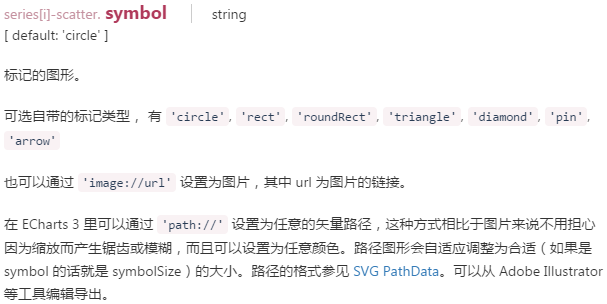 series[i]-scatter. symbol string
[ default: 'circle' ]
标记的图形。
可选自带的标记类型，有 'circle', 'rect', 'roundRect', 'triangle', 'diamond', 'pin',
'arrow'
也可以通过 'image://url' 设置为图片，其中 url 为图片的链接。
在 ECharts 3 里可以通过 'path://' 设置为任意的矢量路径，这种方式相比于图片来说不用担心
因为缩放而产生锯齿或模糊，而且可以设置为任意颜色。路径图形会自适应调整为合适（如果是
symbol 的话就是 symbolSize）的大小。路径的格式参见 SVG PathData。可以从 Adobe Illustrator
等工具编辑导出。